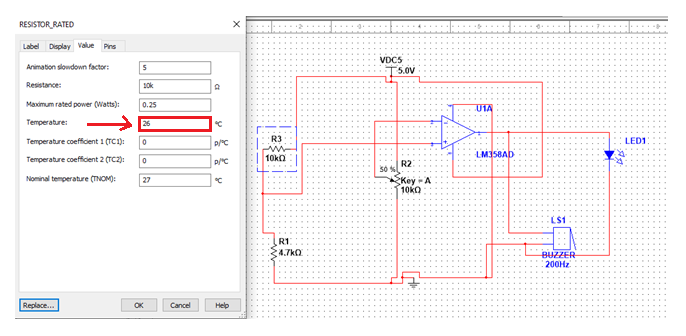 RESISTOR_RATED
Label Display Value Pins
Animation slowdown factor: 5
Resistance: 10k Ω
Maximum rated power (Watts): 0.25
Temperature: 26 °C
Temperature coefficient 1 (TC1): 0 p/°C
Temperature coefficient 2 (TC2): 0 p/°C
Nominal temperature (TNOM): 27 °C
Replace... OK Cancel Help
VDC5
5.0V
U1A
LM358AD
R3
10kΩ
R2
50 %
Key = A
10kΩ
LED1
LS1
BUZZER
200Hz
R1
4.7kΩ